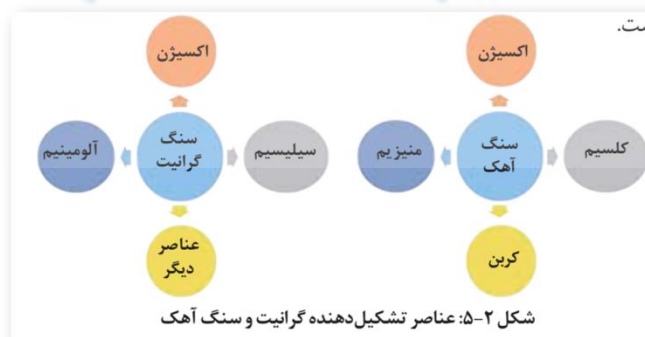 ست.
اکسیژن
کلسیم
سنگ
آهک
منیزیم
کربن
اکسیژن
سیلیسیم
سنگ
گرانیت
آلومینیم
عناصر
دیگر
شکل ۲-۵: عناصر تشکیل‌دهنده گرانیت و سنگ آهک